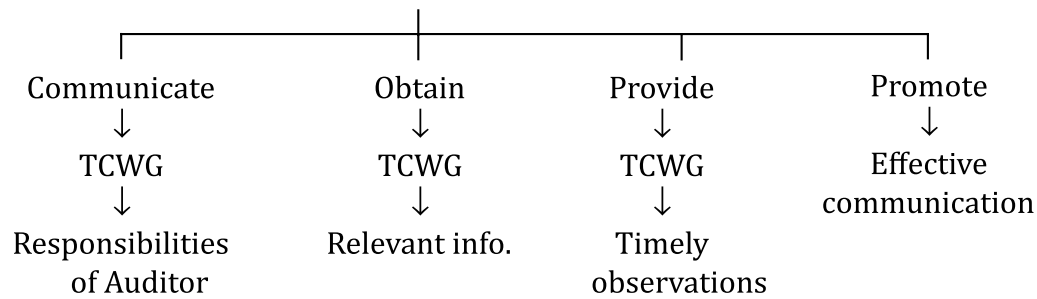 Communicate
TCWG
Responsibilities
of Auditor
Obtain
TCWG
Relevant info.
Provide
TCWG
Timely
observations
Promote
Effective
communication